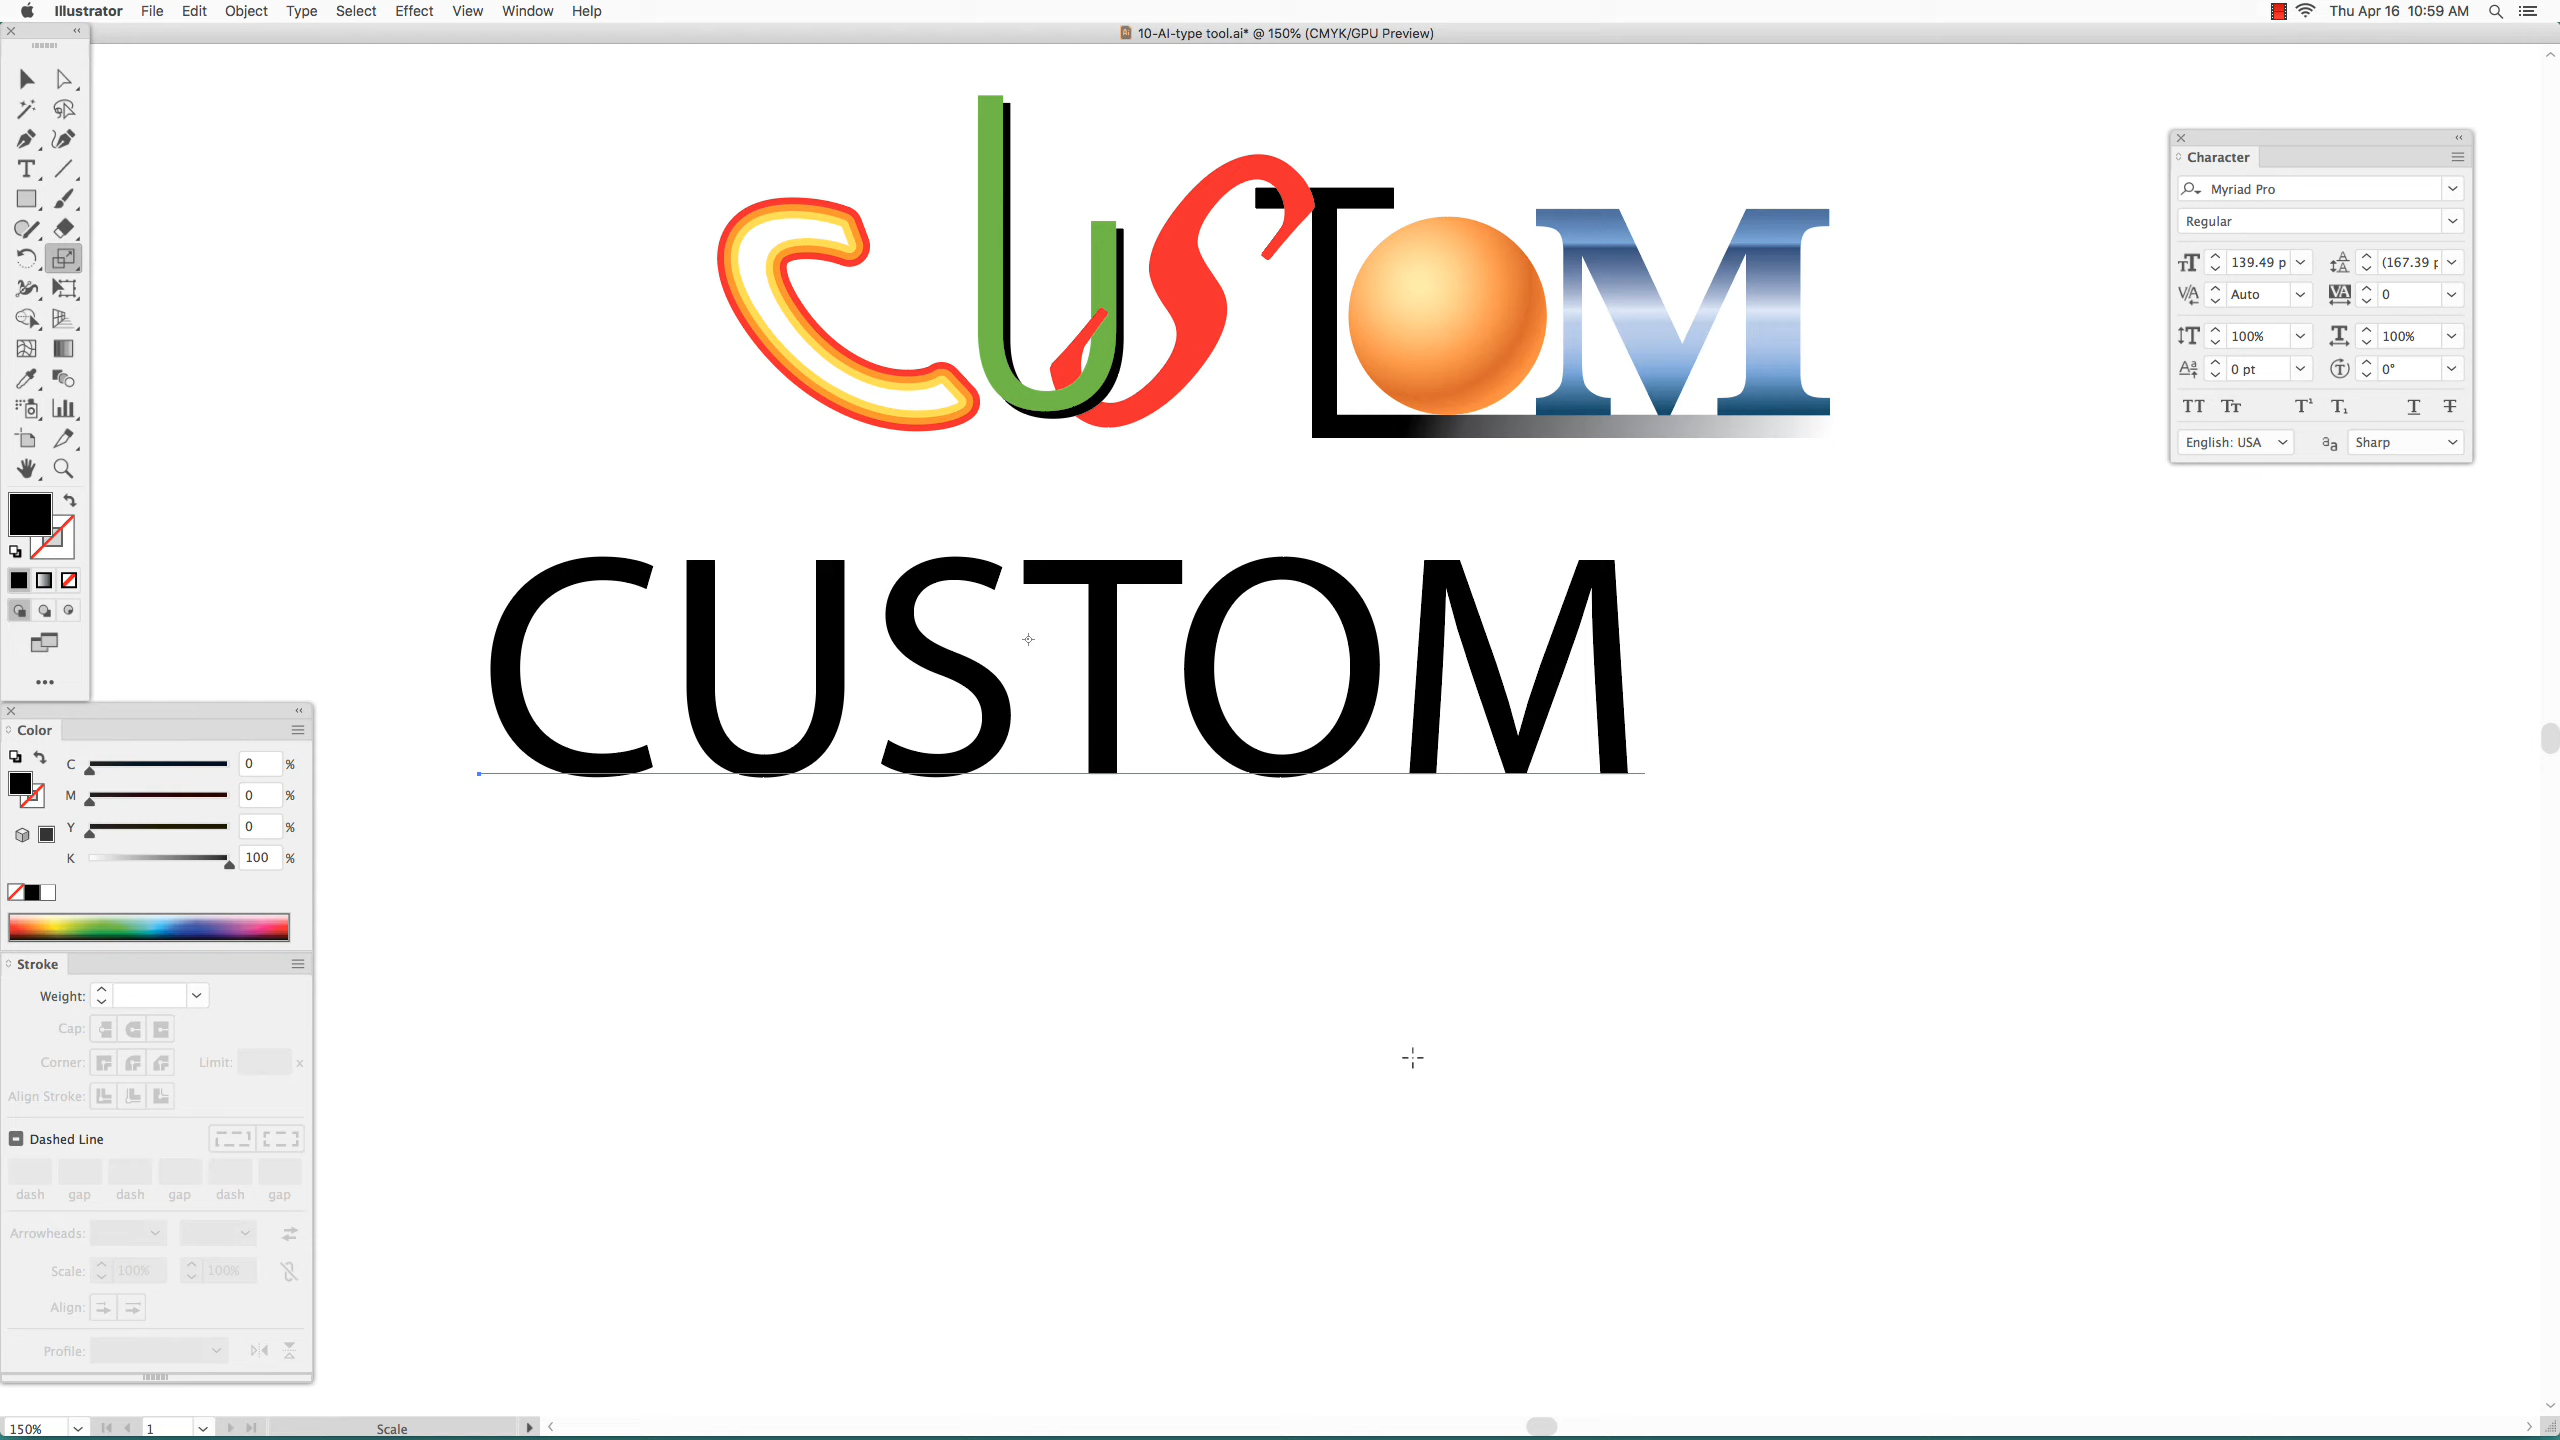 Illustrator File Edit Object Type Select Effect View Window Help
Thu Apr 16 10:59 AM
10-AI-type tool.ai* @ 150% (CMYK/GPU Preview)
CUSTOM
CUSTOM
Character
Myriad Pro
Regular
139.49 p
(167.39 p
Auto
0
100%
100%
0 pt
0°
English: USA
Sharp
Color
C 0 %
M 0 %
Y 0 %
K 100 %
Stroke
Weight:
Cap:
Corner: Limit: x
Align Stroke:
Dashed Line
dash gap dash gap dash gap
Arrowheads:
Scale: 100% 100%
Align:
Profile:
150% 1 Scale